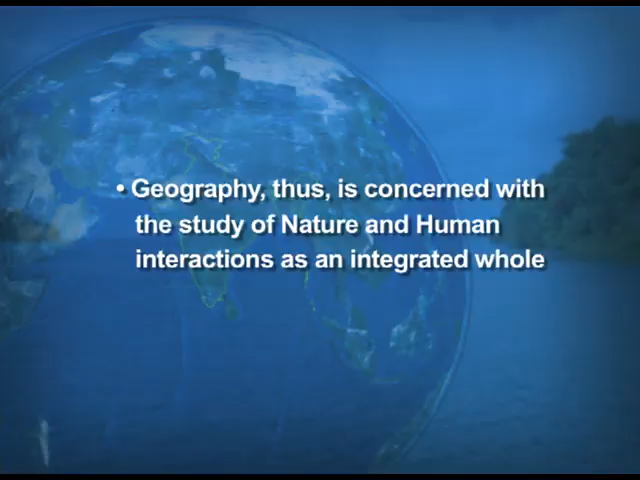 • Geography, thus, is concerned with
the study of Nature and Human
interactions as an integrated whole